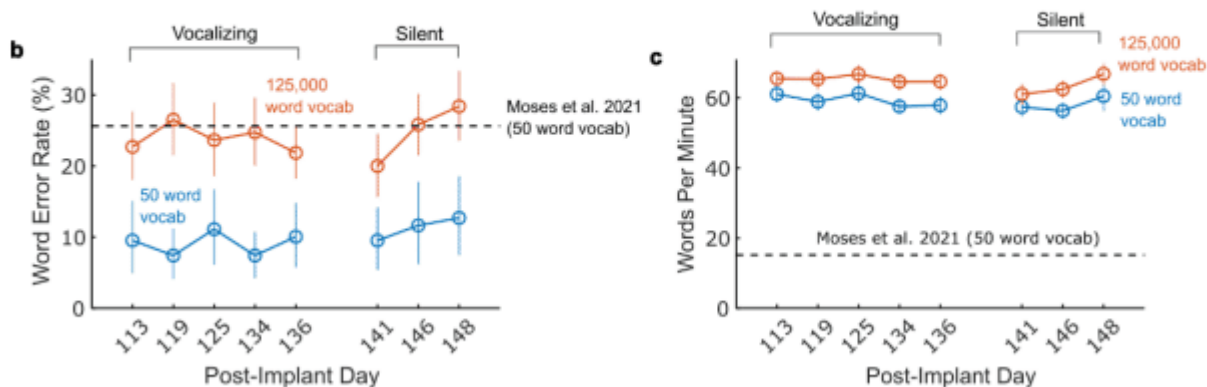 b
Vocalizing
Silent
125,000
word vocab
50 word
vocab
Moses et al. 2021
(50 word vocab)
Word Error Rate (%)
30
20
10
0
113
119
125
134
136
141
146
148
Post-Implant Day
c
Vocalizing
Silent
125,000
word vocab
50 word
vocab
Moses et al. 2021 (50 word vocab)
Words Per Minute
60
40
20
0
113
119
125
134
136
141
146
148
Post-Implant Day